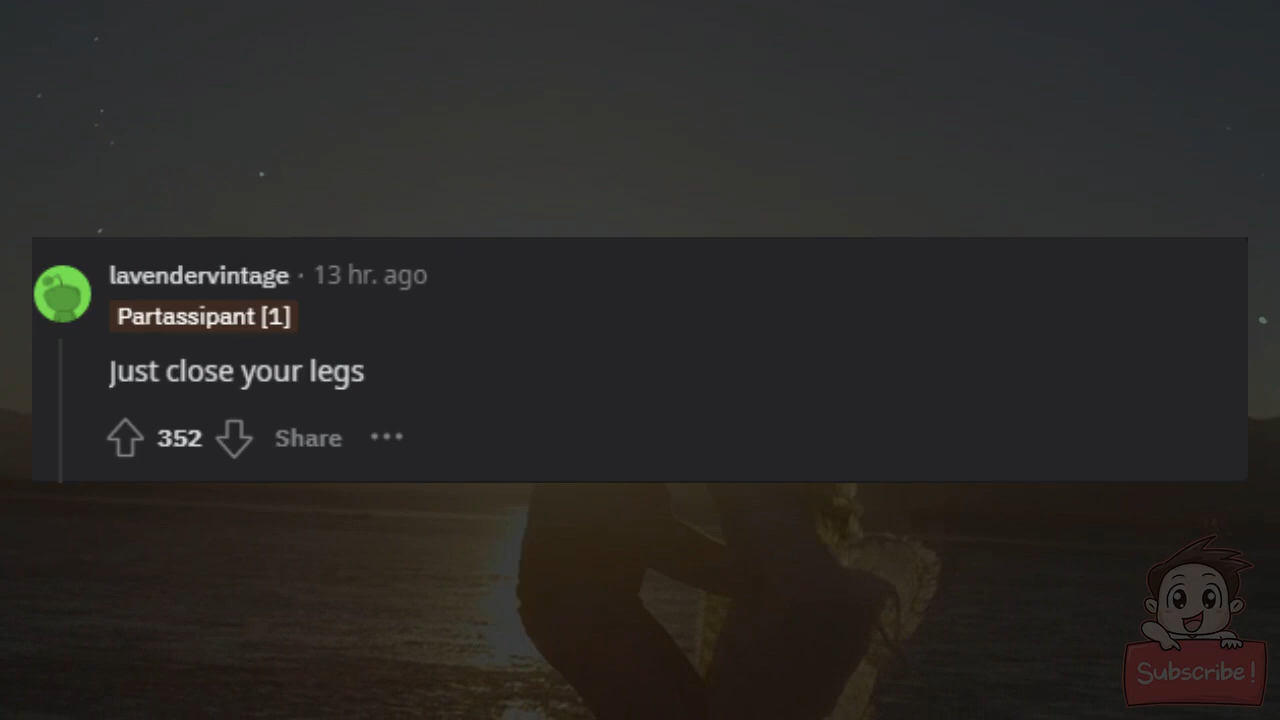 lavendervintage · 13 hr. ago
Partassipant [1]
Just close your legs
352 Share •••
Subscribe!